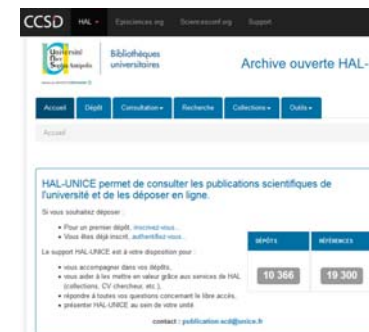 CCSD HAL Episciences.org Sciencesconf.org Support
Université Nice Sophia Antipolis
Bibliothèques
universitaires
Archive ouverte HAL-
Accueil Dépôt Consultation Recherche Collections Outils
Accueil
HAL-UNICE permet de consulter les publications scientifiques de
l'université et de les déposer en ligne.
Si vous souhaitez déposer :
• Pour un premier dépôt, inscrivez-vous...
• Vous êtes déjà inscrit, authentifiez-vous...
Le support HAL-UNICE est à votre disposition pour :
• vous accompagner dans vos dépôts,
• vous aider à les mettre en valeur grâce aux services de HAL
(collections, CV chercheur, etc.),
• répondre à toutes vos questions concernant le libre accès,
• présenter HAL-UNICE au sein de votre unité
contact : publication.scd@unice.fr
DÉPÔTS
10 366
RÉFÉRENCES
19 300